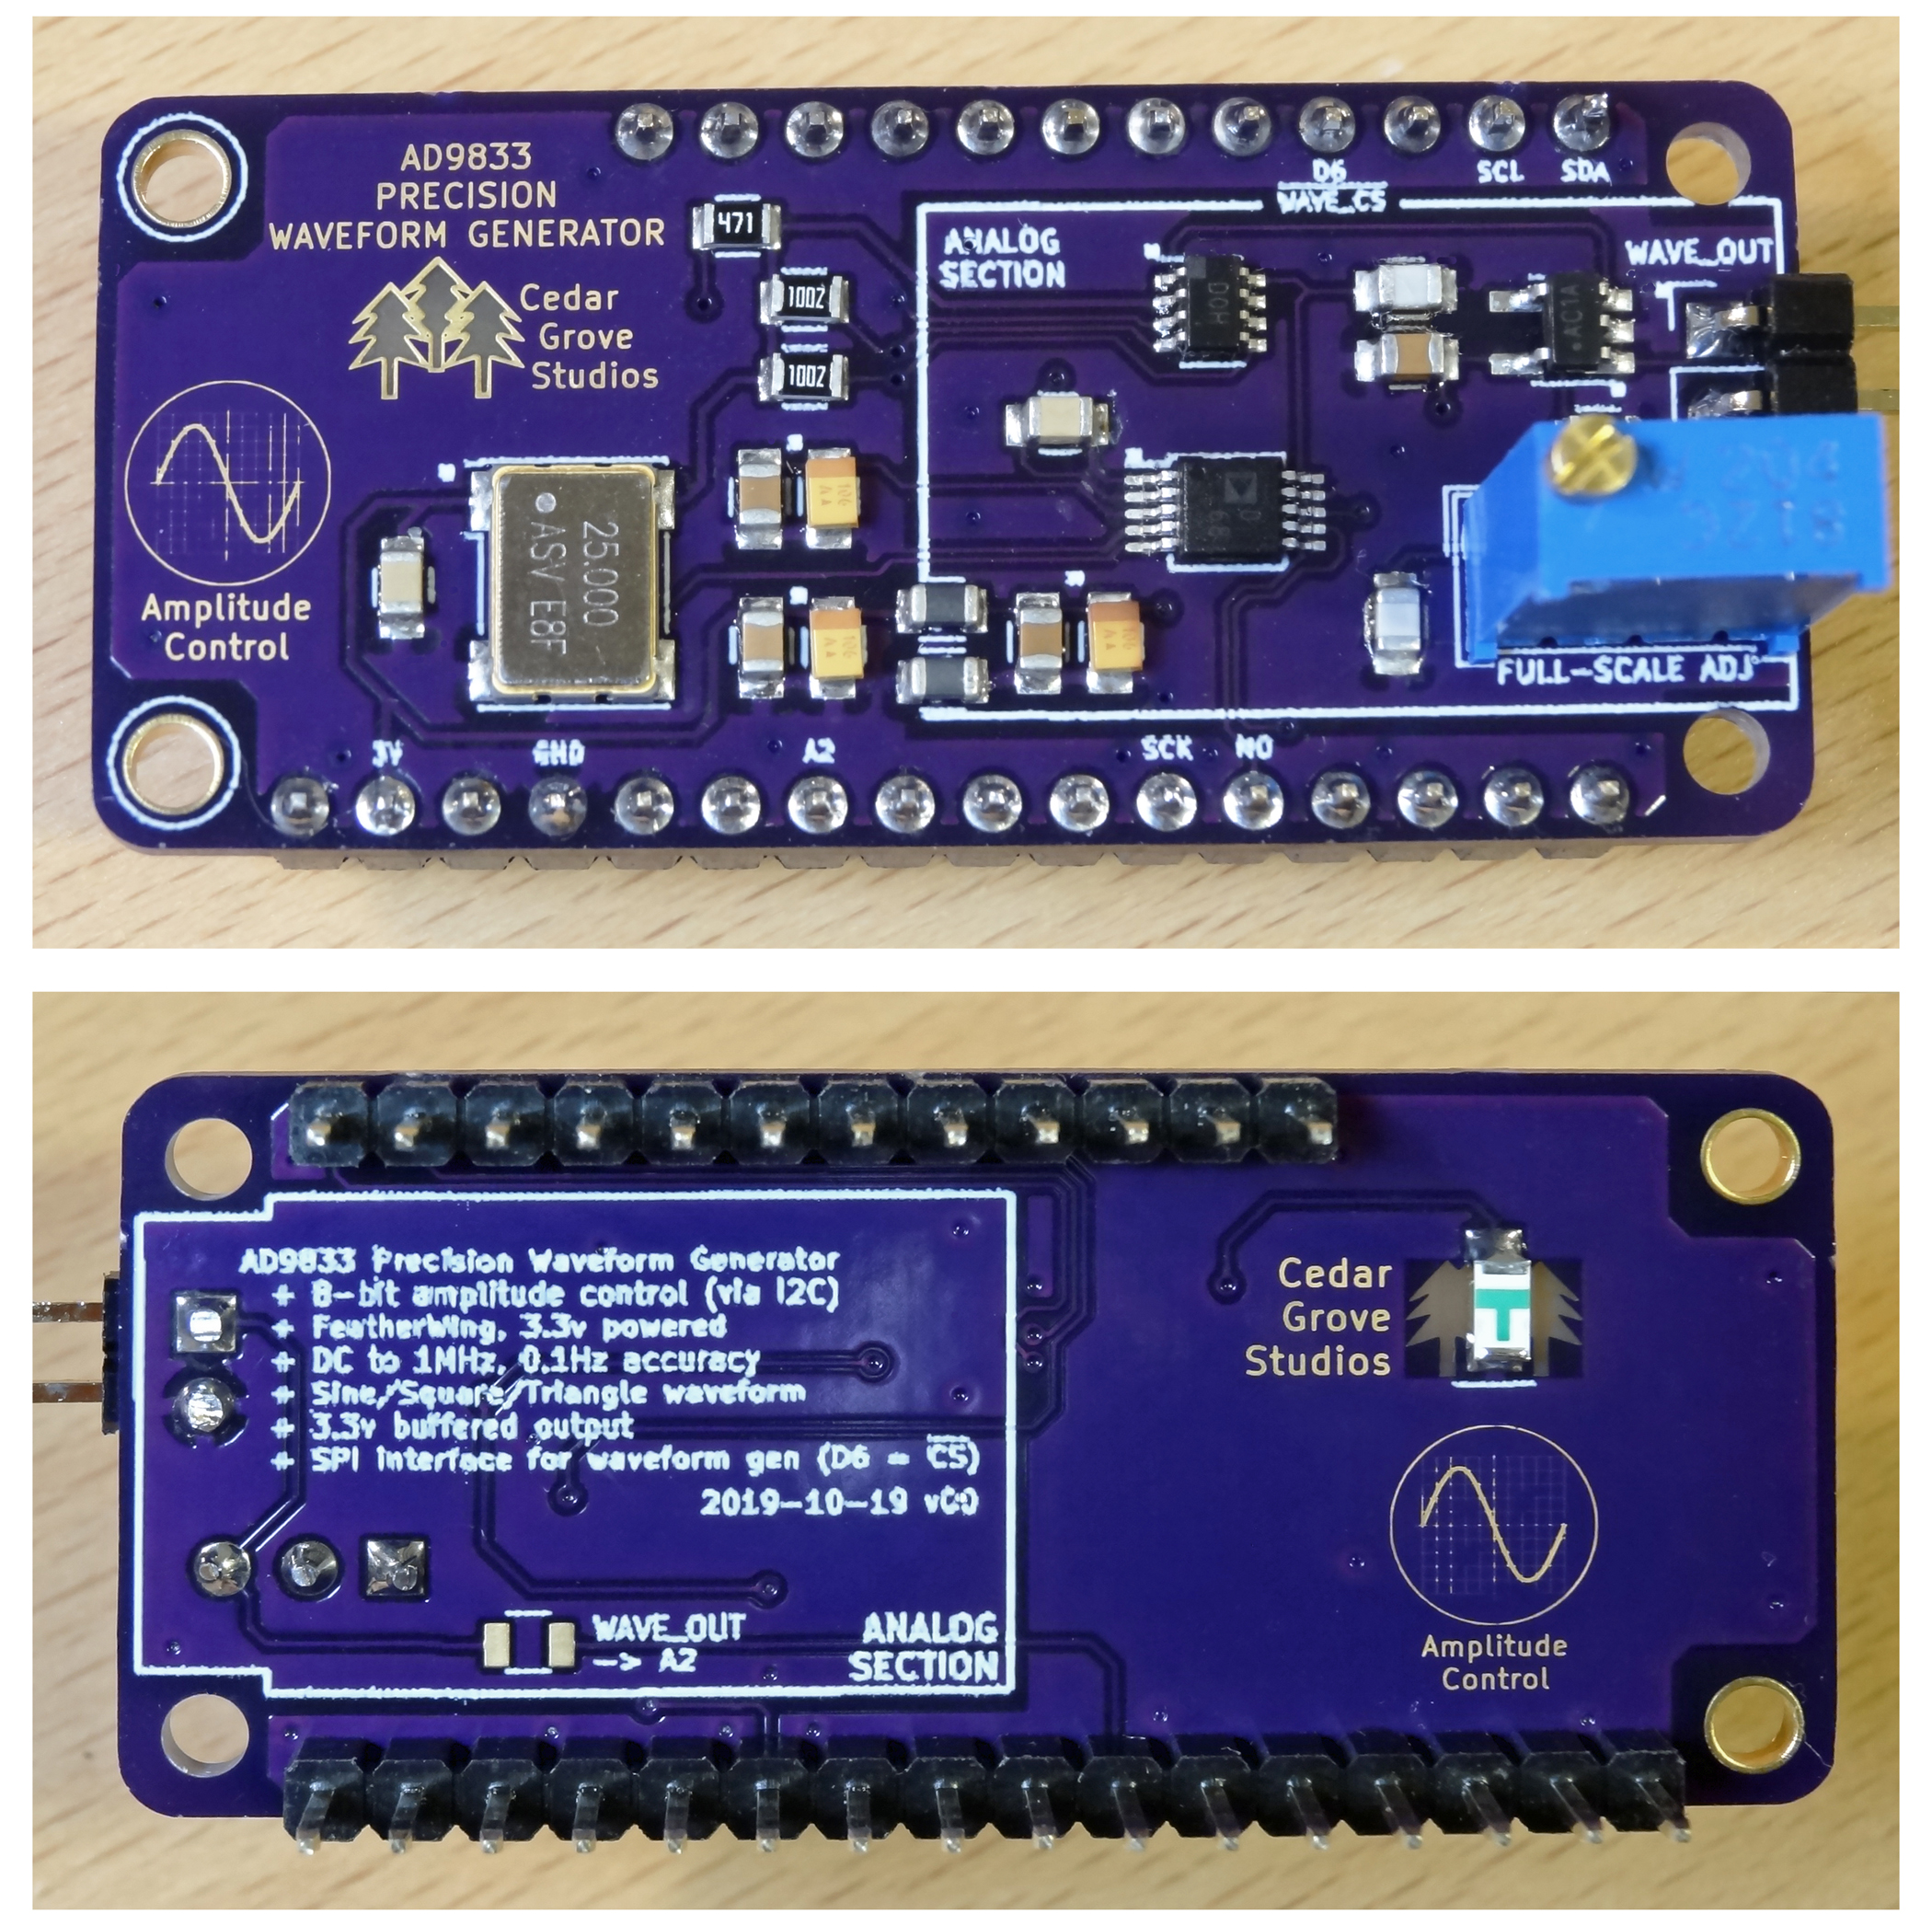 AD9833
PRECISION
WAVEFORM GENERATOR
Cedar
Grove
Studios
Amplitude
Control
471
1002
1002
25.000
ASV E8F
106
106
106
D6
WAVE_CS
SCL
SDA
ANALOG
SECTION
WAVE_OUT
AC1A
FULL-SCALE ADJ
3V
GND
A2
SCK
MO
AD9833 Precision Waveform Generator
+ 8-bit amplitude control (via I2C)
+ FeatherWing, 3.3v powered
+ DC to 1MHz, 0.1Hz accuracy
+ Sine/Square/Triangle waveform
+ 3.3v buffered output
+ SPI interface for waveform gen (D6 = CS)
2019-10-19 v00
WAVE_OUT
-> A2
ANALOG
SECTION
Cedar
Grove
Studios
Amplitude
Control